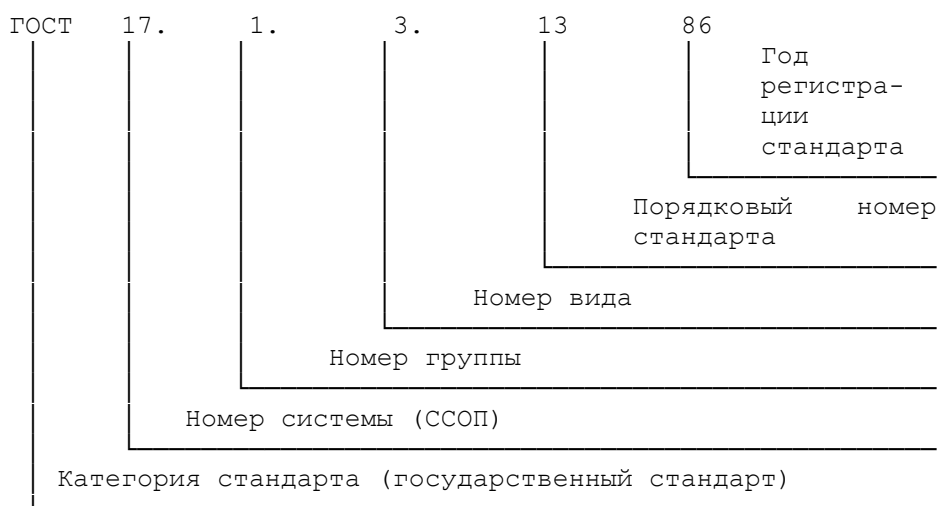 ГОСТ 17. 1. 3. 13 86
Год
регистра-
ции
стандарта
Порядковый номер
стандарта
Номер вида
Номер группы
Номер системы (ССОП)
Категория стандарта (государственный стандарт)